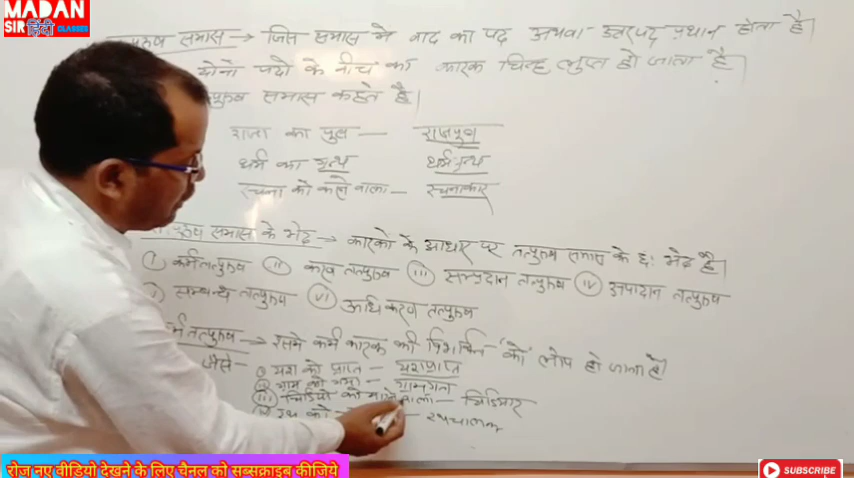 MADAN
SIR हिंदी CLASSES
समास → जिस समास में बाद का पद अथवा उत्तरपद प्रधान होता है।
दोनों पदों के बीच का कारक चिन्ह लुप्त हो जाता है।
समास कहते है।
राजा का पुत्र — राजपुत्र
धर्म का ग्रन्थ धर्मग्रन्थ
रचना को करने वाला — रचनाकार
समास के भेद → कारकों के आधार पर तत्पुरुष समास के छः भेद है।
I कर्म तत्पुरुष II करण तत्पुरुष III सम्प्रदान तत्पुरुष IV अपादान तत्पुरुष
सम्बन्ध तत्पुरुष VI अधिकरण तत्पुरुष
तत्पुरुष → इसमें कर्म कारक की विभक्ति 'को' लोप हो जाता है।
जैसे - I यश को प्राप्त — यशप्राप्त
II ग्राम को गया — ग्रामगत
III चिडियो को मारने वाला — चिडिमार
IV रथ को — रथचालक
रोज नए वीडियो देखने के लिए चैनल को सब्सक्राइब कीजिये
SUBSCRIBE